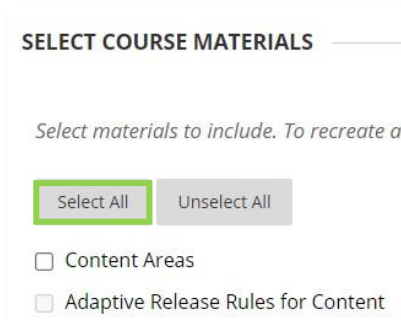 SELECT COURSE MATERIALS
Select materials to include. To recreate a
Select All Unselect All
Content Areas
Adaptive Release Rules for Content